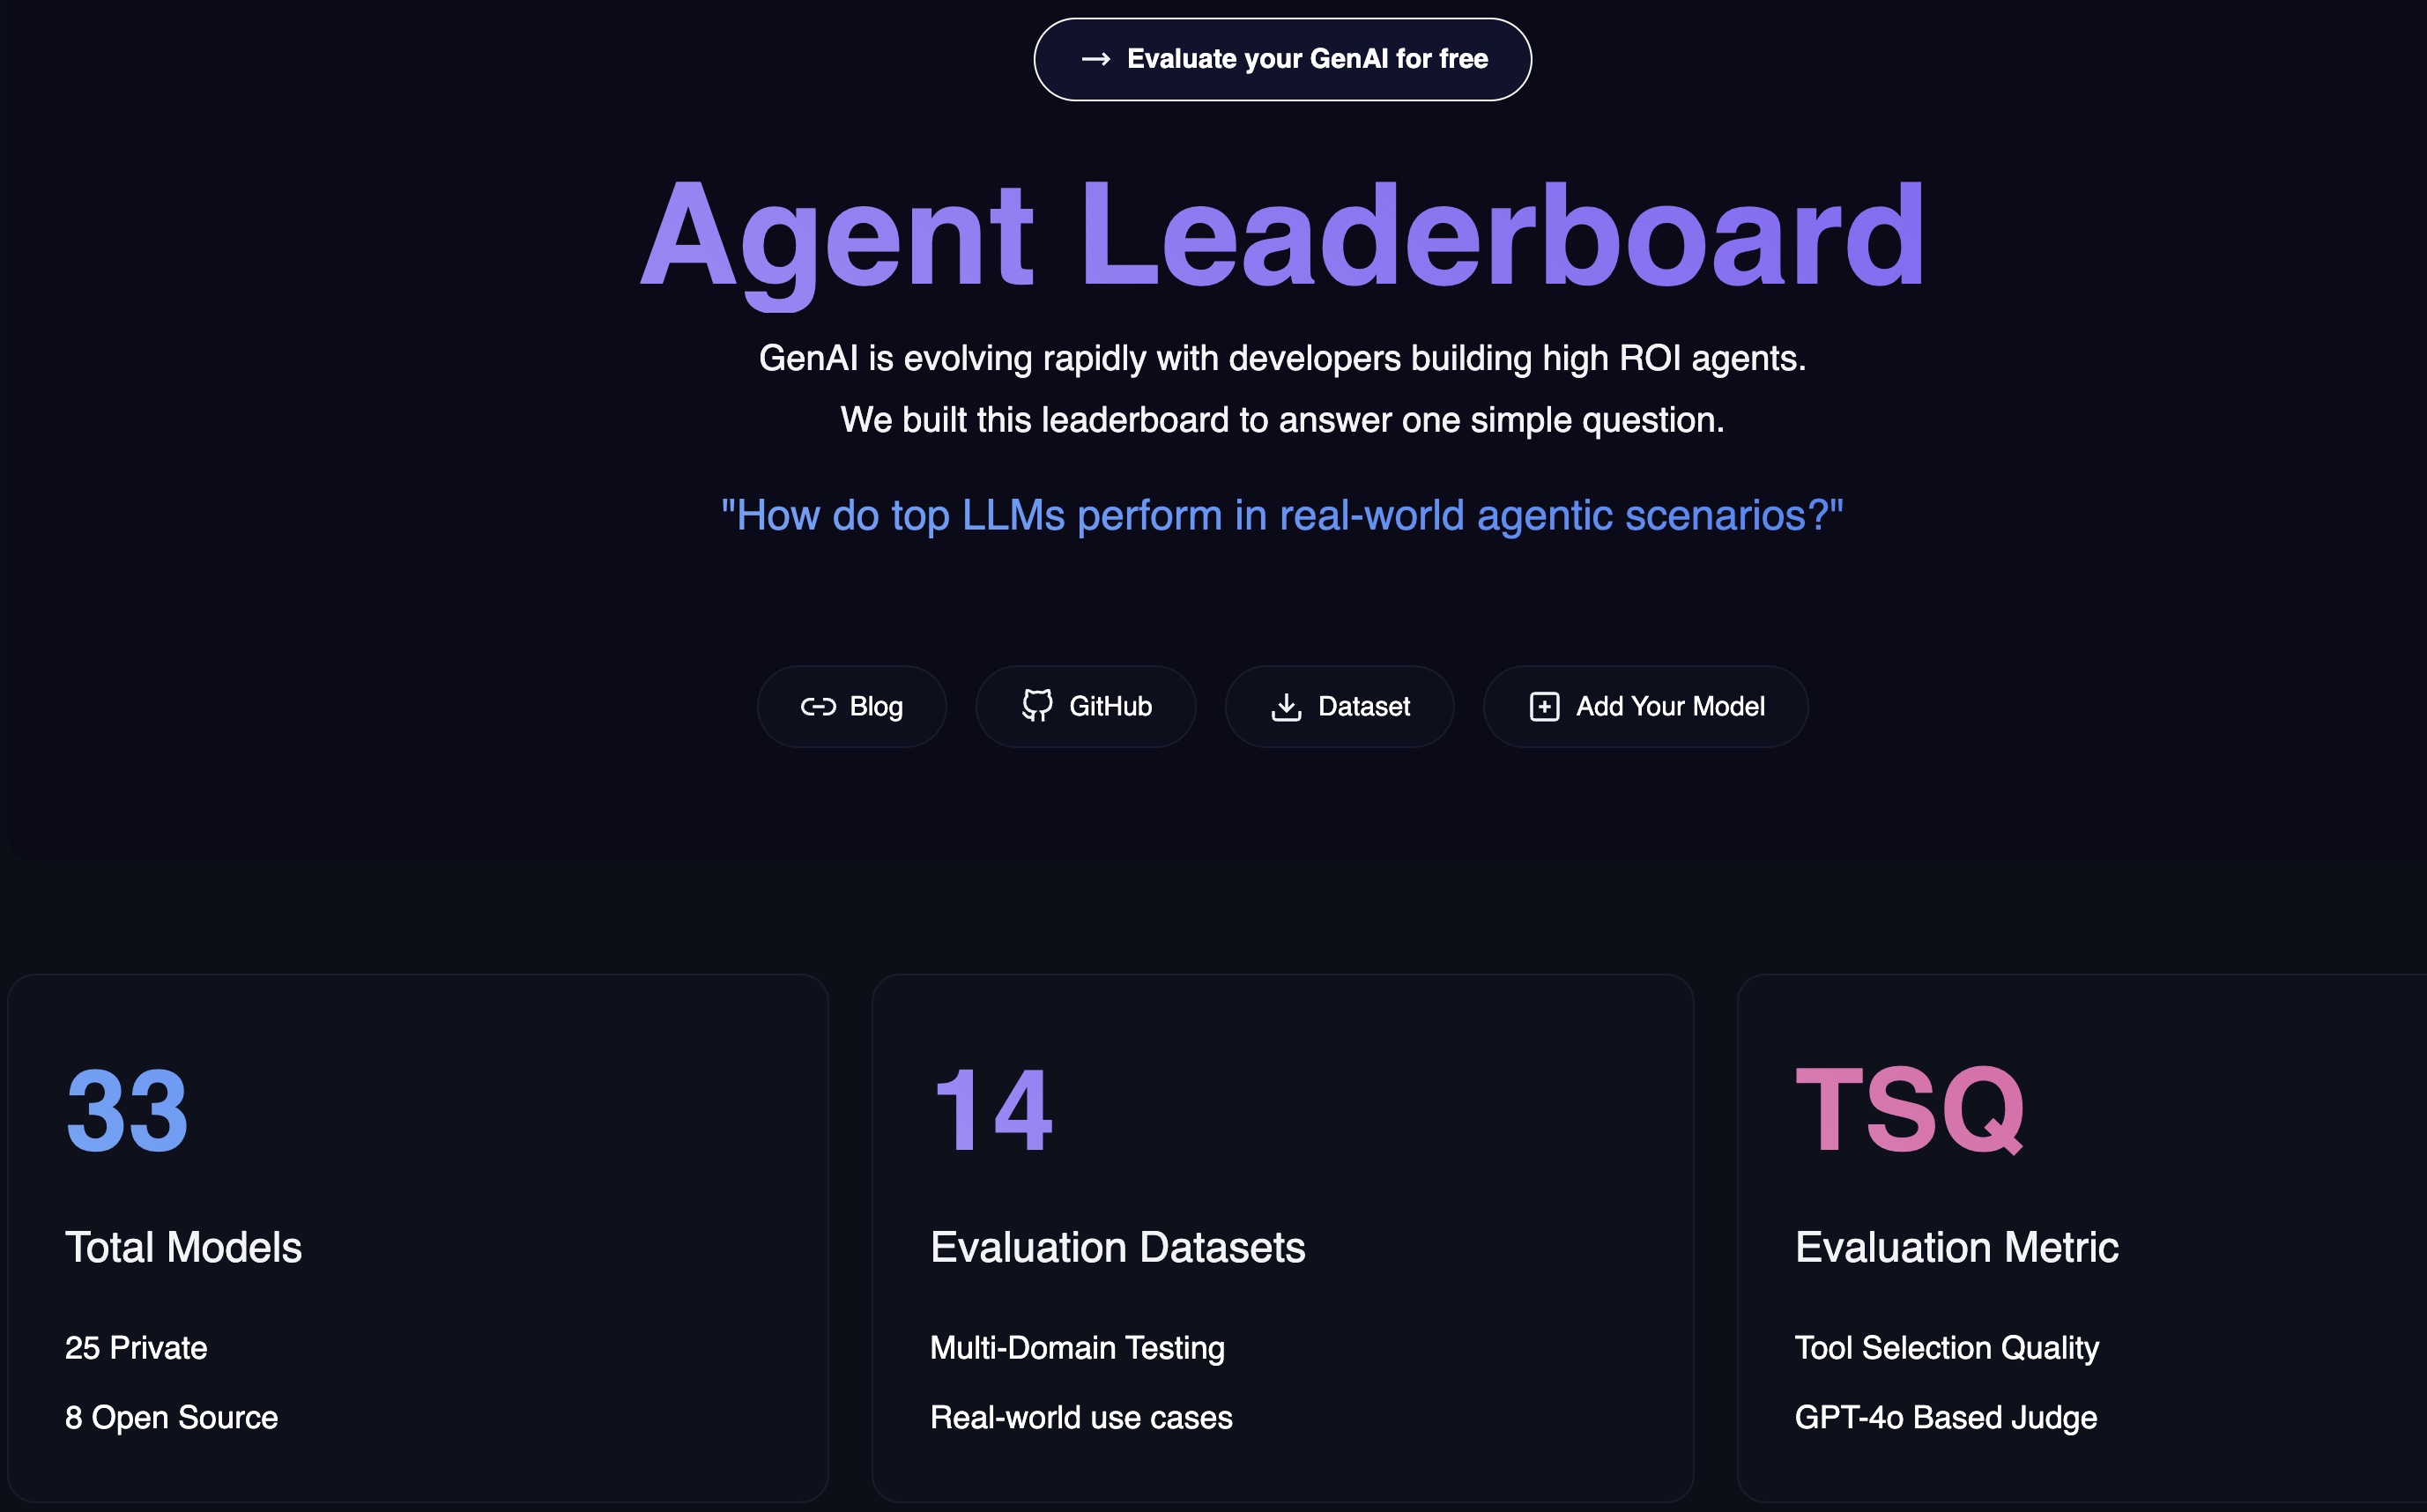 Evaluate your GenAI for free
Agent Leaderboard
GenAI is evolving rapidly with developers building high ROI agents.
We built this leaderboard to answer one simple question.
"How do top LLMs perform in real-world agentic scenarios?"
Blog
GitHub
Dataset
Add Your Model
33
Total Models
25 Private
8 Open Source
14
Evaluation Datasets
Multi-Domain Testing
Real-world use cases
TSQ
Evaluation Metric
Tool Selection Quality
GPT-4o Based Judge